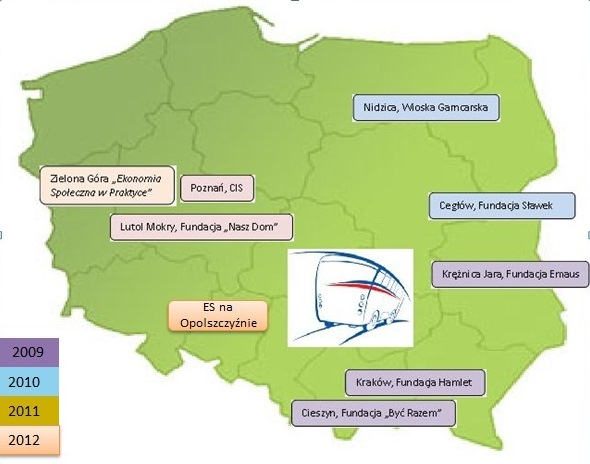 Nidzica, Wioska Garncarska
Zielona Góra „Ekonomia
Społeczna w Praktyce”
Poznań, CIS
Cegłów, Fundacja Sławek
Lutol Mokry, Fundacja „Nasz Dom”
Krężnica Jara, Fundacja Emaus
ES na
Opolszczyźnie
2009
2010
2011
2012
Kraków, Fundacja Hamlet
Cieszyn, Fundacja „Być Razem”